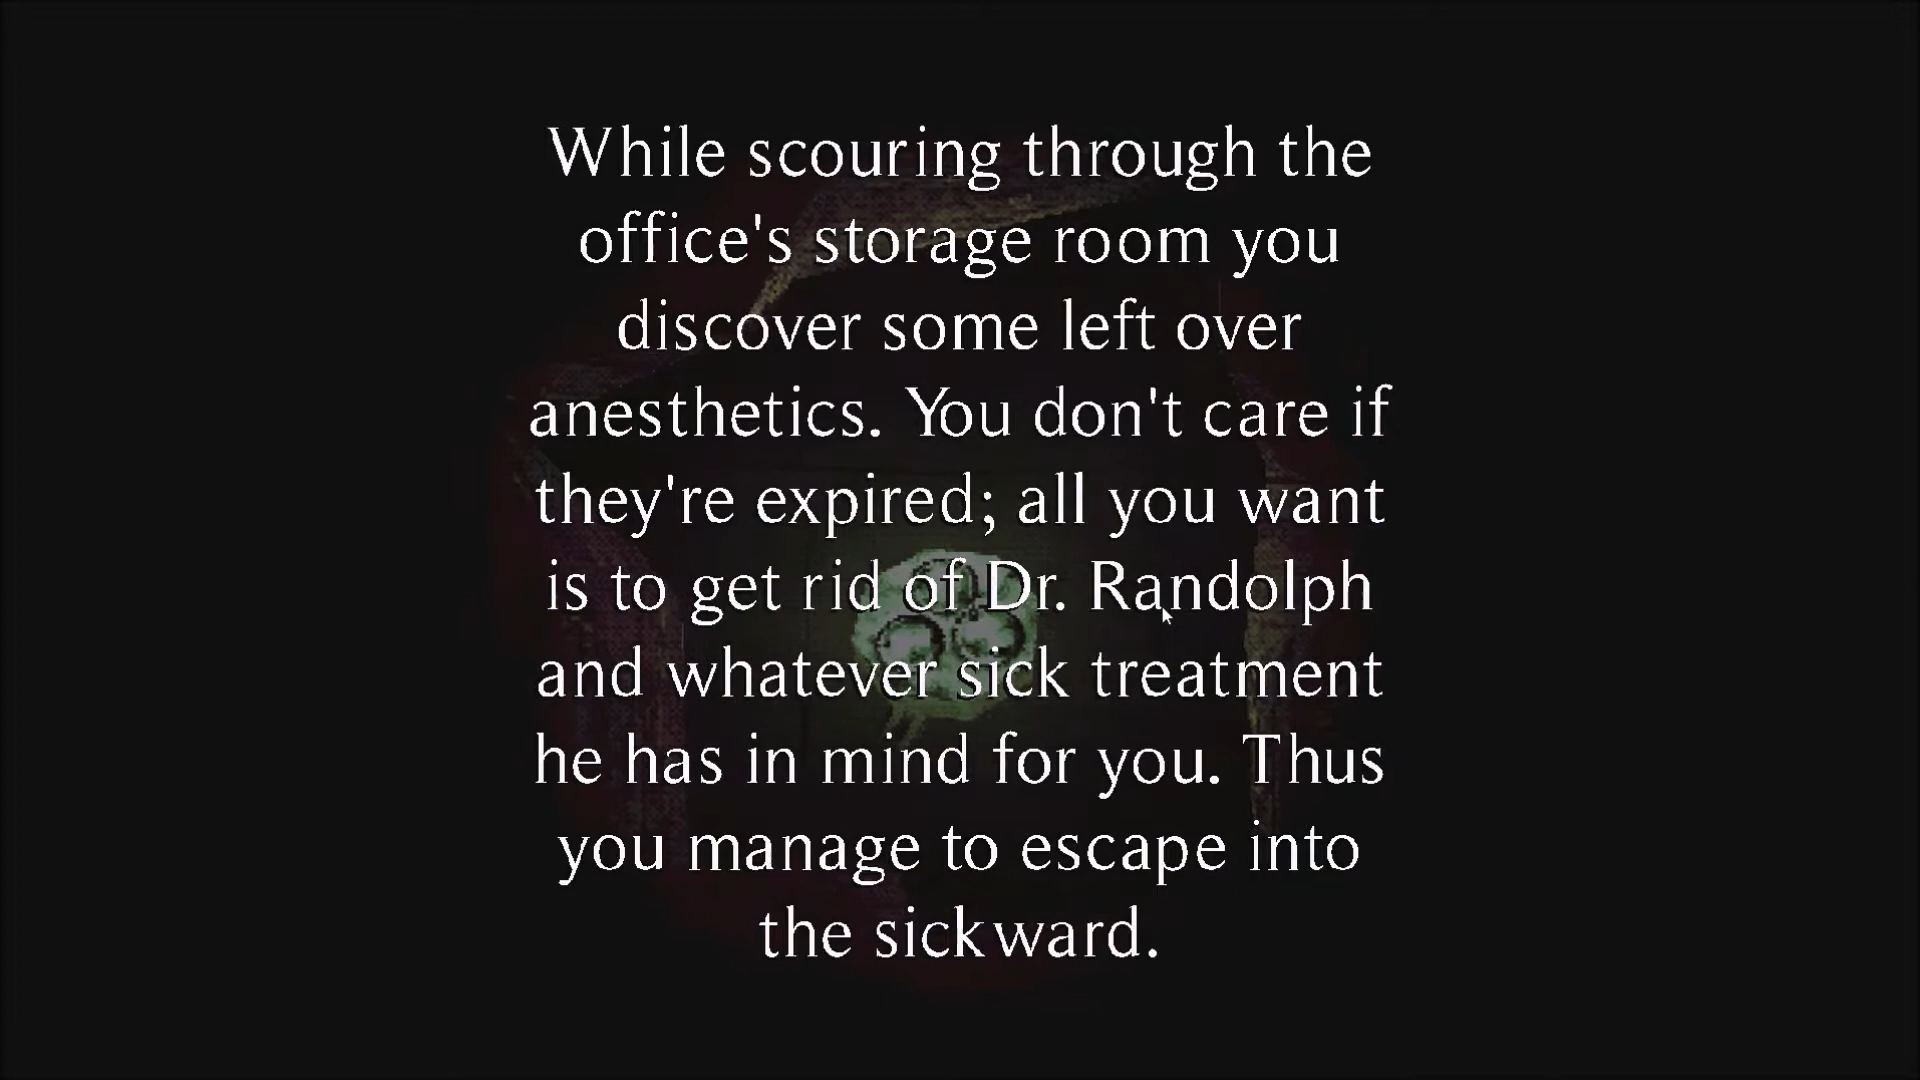 While scouring through the
office's storage room you
discover some left over
anesthetics. You don't care if
they're expired; all you want
is to get rid of Dr. Randolph
and whatever sick treatment
he has in mind for you. Thus
you manage to escape into
the sickward.